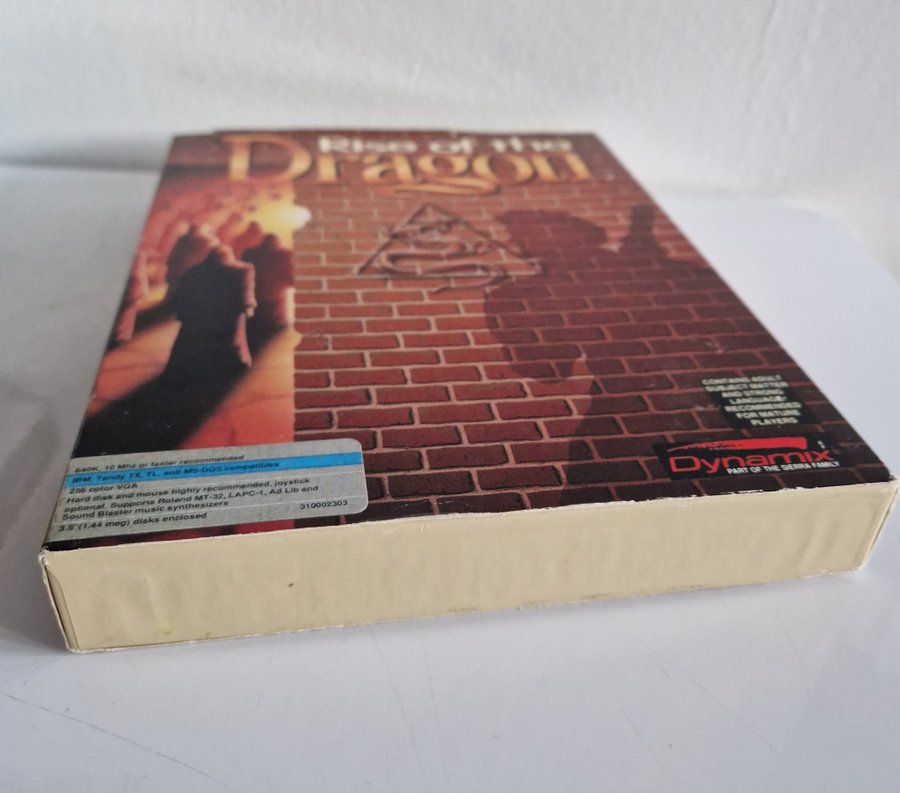 Rise of the
Dragon
CONTAINS ADULT
SUBJECT MATTER
AND STRONG
LANGUAGE-
RECOMMENDED
FOR MATURE
PLAYERS.
Dynamix
PART OF THE SIERRA FAMILY
640K, 10 Mhz or faster recommended
IBM, Tandy TX, TL, and MS-DOS compatibles
256 color VGA
Hard disk and mouse highly recommended, joystick
optional. Supports Roland MT-32, LAPC-1, Ad Lib and
Sound Blaster music synthesizers
310002303
3.5" (1.44 meg) disks enclosed